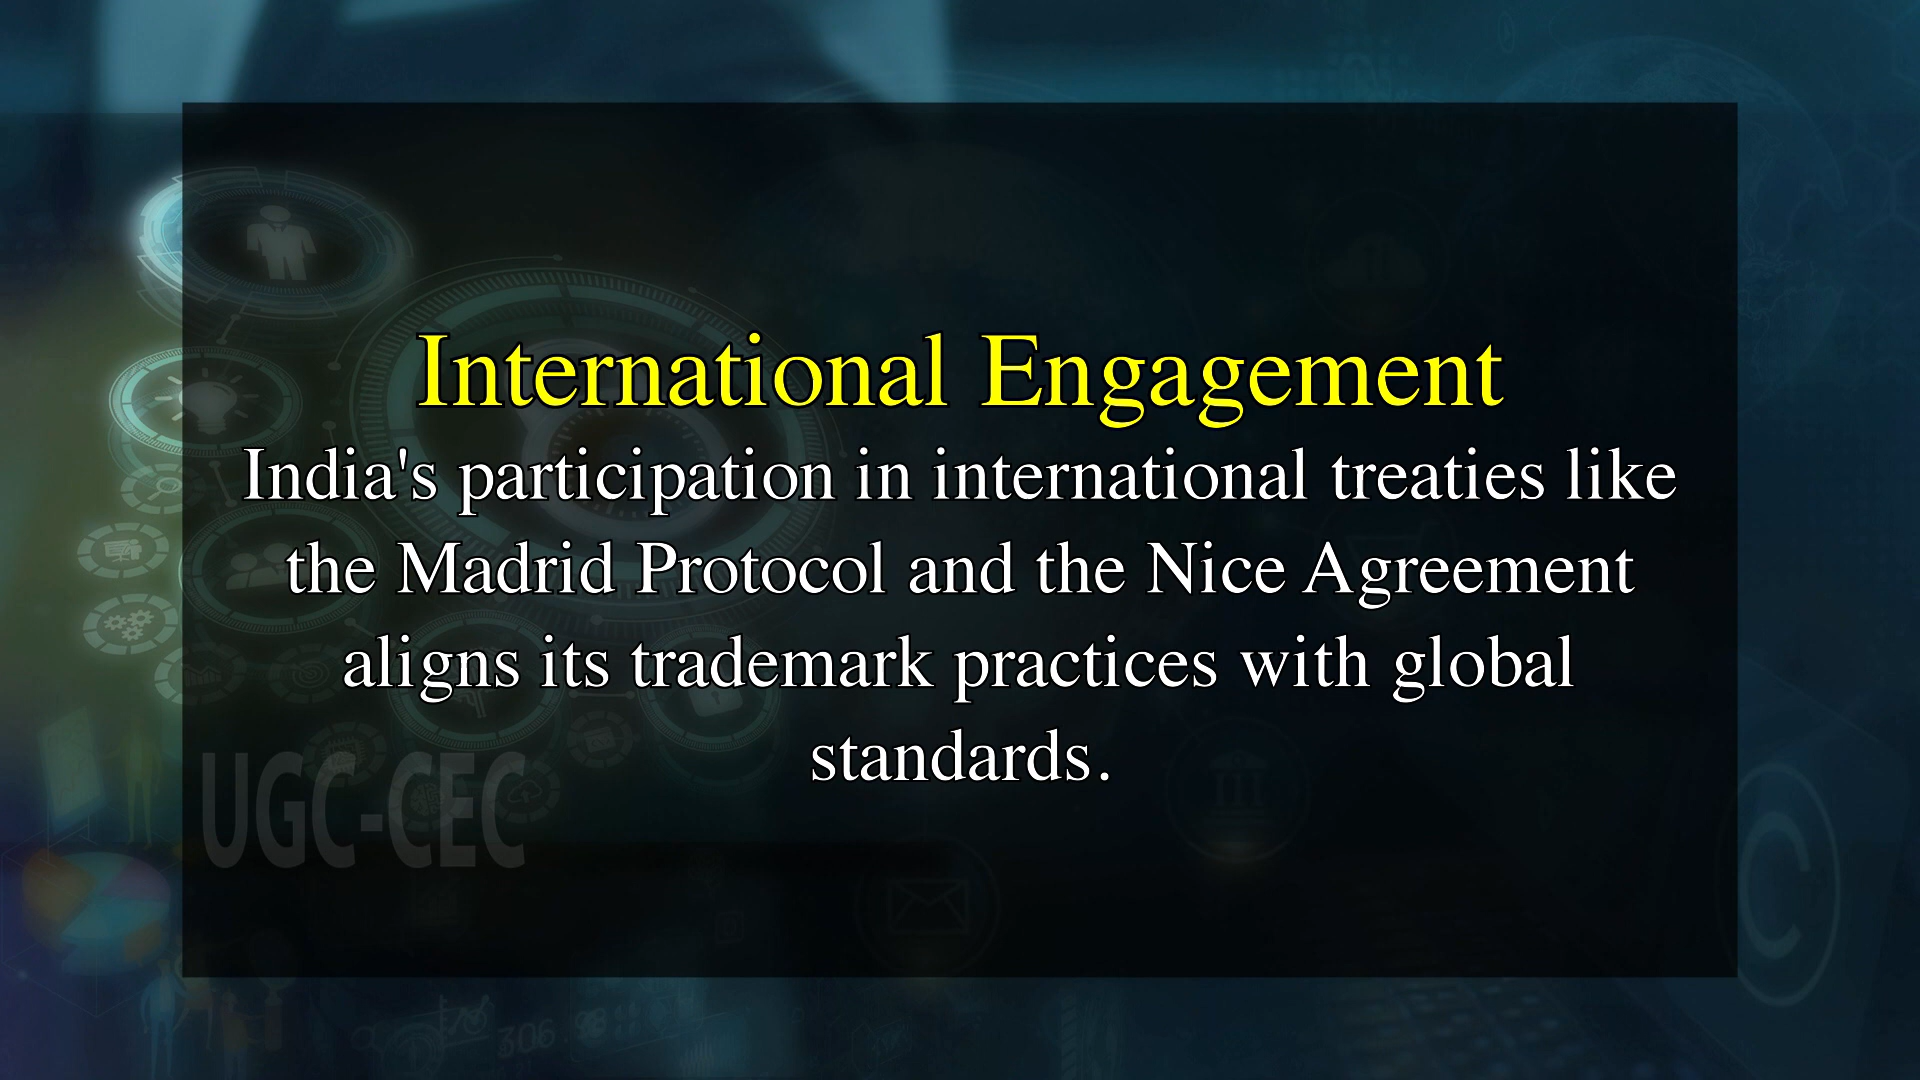 International Engagement
India's participation in international treaties like
the Madrid Protocol and the Nice Agreement
aligns its trademark practices with global
standards.
UGC-CEC
306
C